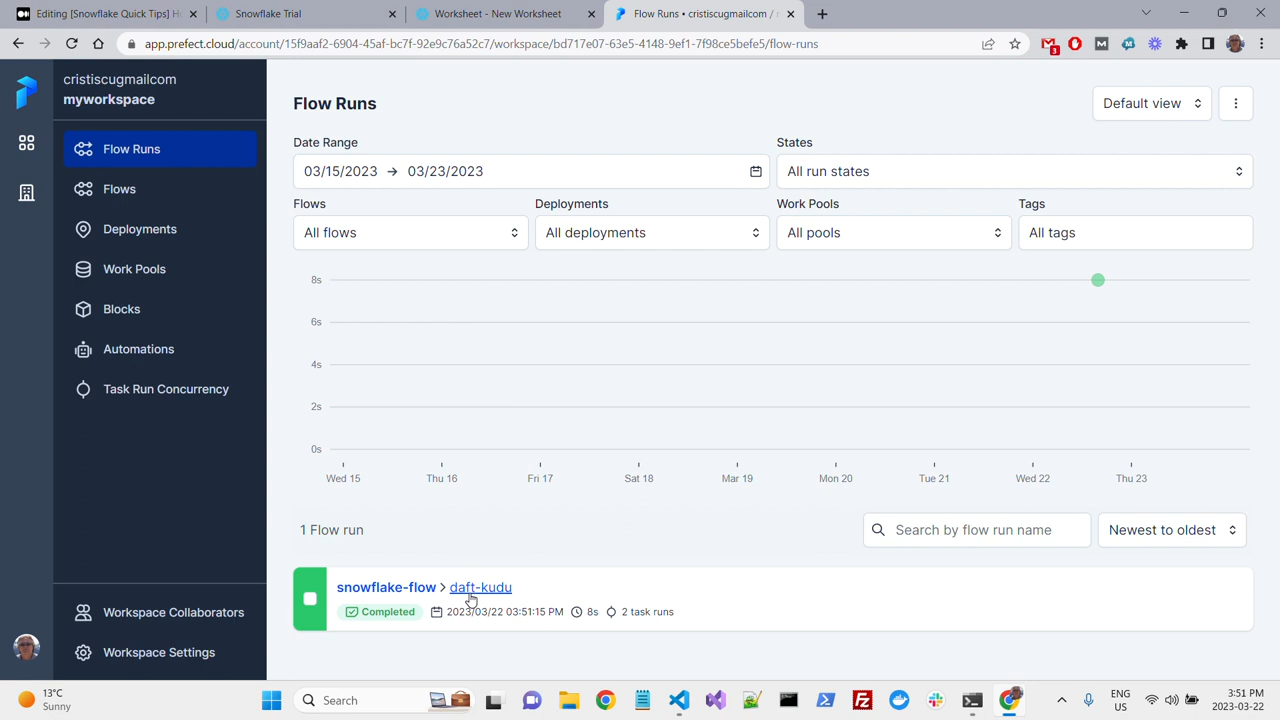 Editing [Snowflake Quick Tips] H
Snowflake Trial
Worksheet - New Worksheet
Flow Runs • cristiscugmailcom /
app.prefect.cloud/account/15f9aaf2-6904-45af-bc7f-92e9c76a52c7/workspace/bd717e07-63e5-4148-9ef1-7f98ce5befe5/flow-runs
3
cristiscugmailcom
myworkspace
Flow Runs
Flows
Deployments
Work Pools
Blocks
Automations
Task Run Concurrency
Workspace Collaborators
Workspace Settings
Flow Runs
Default view
Date Range
03/15/2023 → 03/23/2023
States
All run states
Flows
All flows
Deployments
All deployments
Work Pools
All pools
Tags
All tags
8s
6s
4s
2s
0s
Wed 15
Thu 16
Fri 17
Sat 18
Mar 19
Mon 20
Tue 21
Wed 22
Thu 23
1 Flow run
Search by flow run name
Newest to oldest
snowflake-flow > daft-kudu
Completed 2023/03/22 03:51:15 PM 8s 2 task runs
13°C
Sunny
Search
ENG
US
3:51 PM
2023-03-22